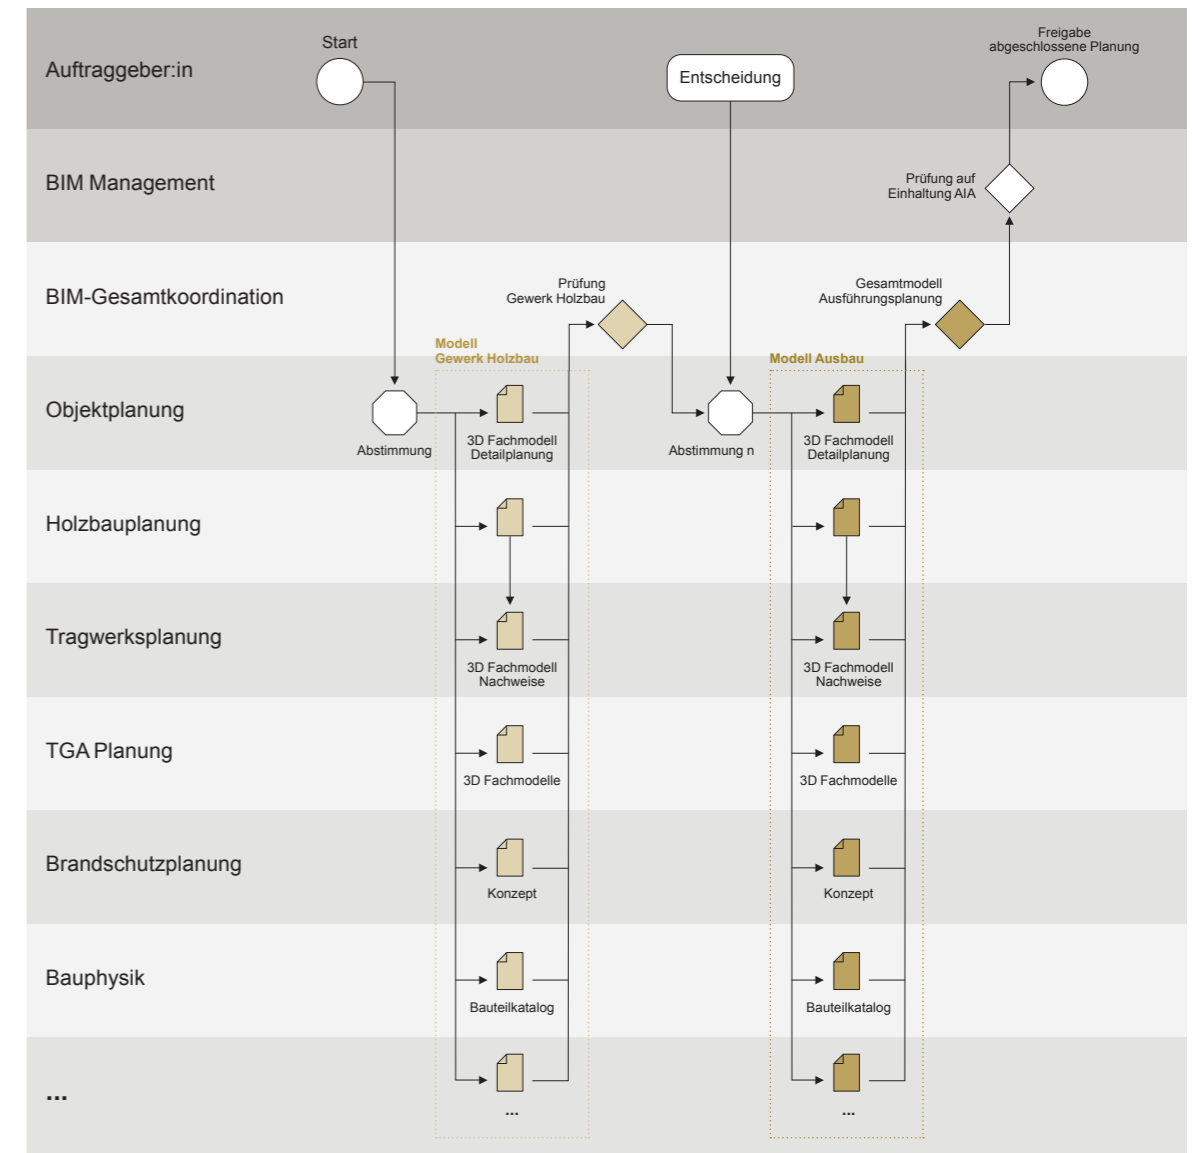 Auftraggeber:in
Start
Entscheidung
Freigabe
abgeschlossene Planung
BIM Management
Prüfung auf
Einhaltung AIA
BIM-Gesamtkoordination
Prüfung
Gewerk Holzbau
Gesamtmodell
Ausführungsplanung
Modell
Gewerk Holzbau
Modell Ausbau
Objektplanung
Abstimmung
3D Fachmodell
Detailplanung
Abstimmung n
3D Fachmodell
Detailplanung
Holzbauplanung
Tragwerksplanung
3D Fachmodell
Nachweise
3D Fachmodell
Nachweise
TGA Planung
3D Fachmodelle
3D Fachmodelle
Brandschutzplanung
Konzept
Konzept
Bauphysik
Bauteilkatalog
Bauteilkatalog
...
...
...